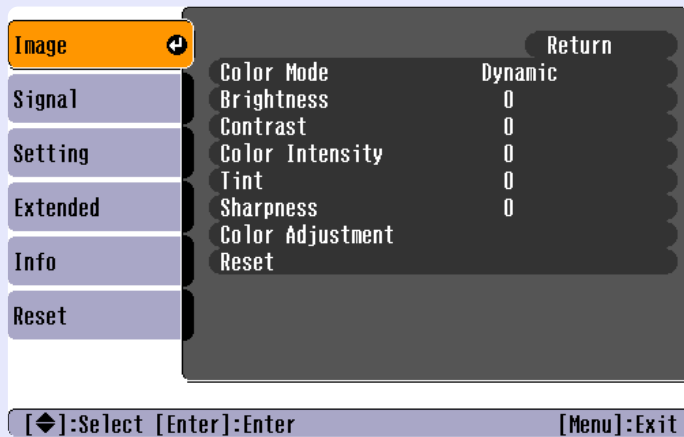 Image
Signal
Setting
Extended
Info
Reset
Return
Color Mode Dynamic
Brightness 0
Contrast 0
Color Intensity 0
Tint 0
Sharpness 0
Color Adjustment
Reset
[◆]:Select [Enter]:Enter [Menu]:Exit